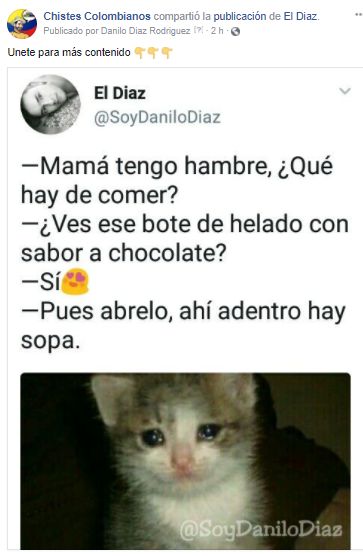 Chistes Colombianos compartió la publicación de El Diaz.
Publicado por Danilo Diaz Rodriguez [?] · 2 h ·
Unete para más contenido 👇👇👇
El Diaz
@SoyDaniloDiaz
—Mamá tengo hambre, ¿Qué
hay de comer?
—¿Ves ese bote de helado con
sabor a chocolate?
—Sí😍
—Pues abrelo, ahí adentro hay
sopa.
@SoyDaniloDiaz